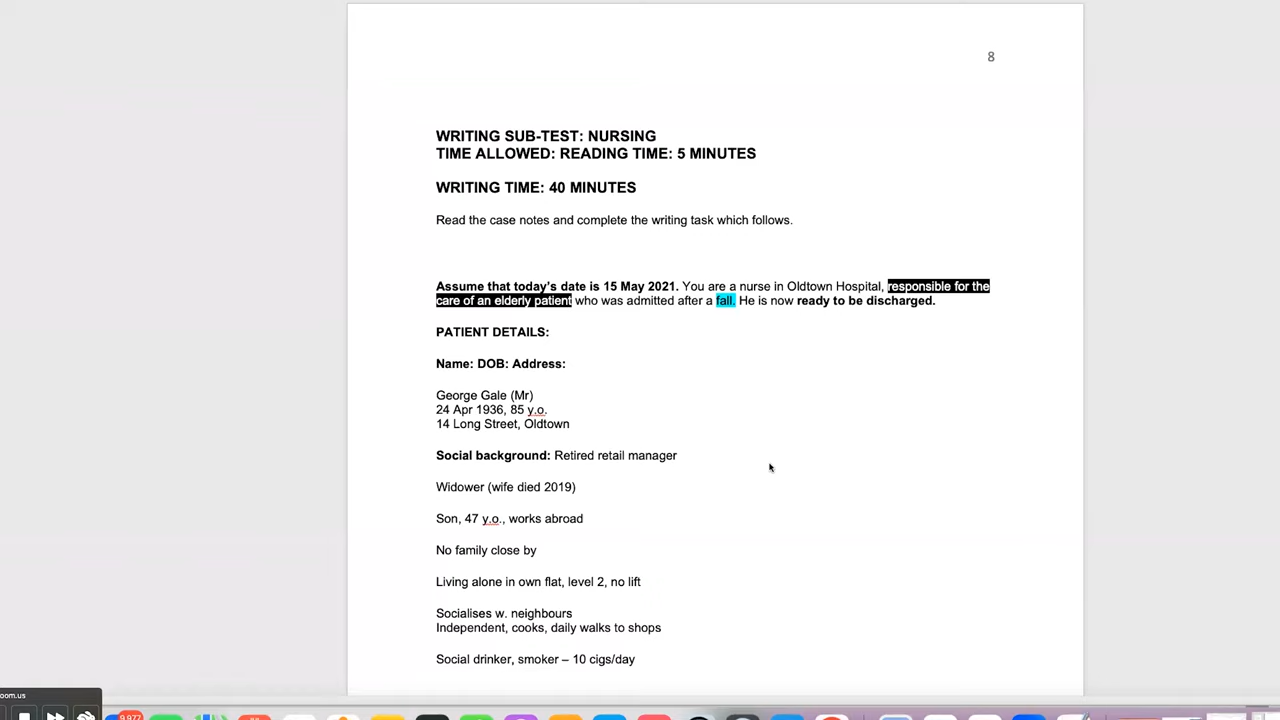 8
WRITING SUB-TEST: NURSING
TIME ALLOWED: READING TIME: 5 MINUTES
WRITING TIME: 40 MINUTES
Read the case notes and complete the writing task which follows.
Assume that today's date is 15 May 2021. You are a nurse in Oldtown Hospital, responsible for the
care of an elderly patient who was admitted after a fall. He is now ready to be discharged.
PATIENT DETAILS:
Name: DOB: Address:
George Gale (Mr)
24 Apr 1936, 85 y.o.
14 Long Street, Oldtown
Social background: Retired retail manager
Widower (wife died 2019)
Son, 47 y.o., works abroad
No family close by
Living alone in own flat, level 2, no lift
Socialises w. neighbours
Independent, cooks, daily walks to shops
Social drinker, smoker – 10 cigs/day
oom.us
9,977